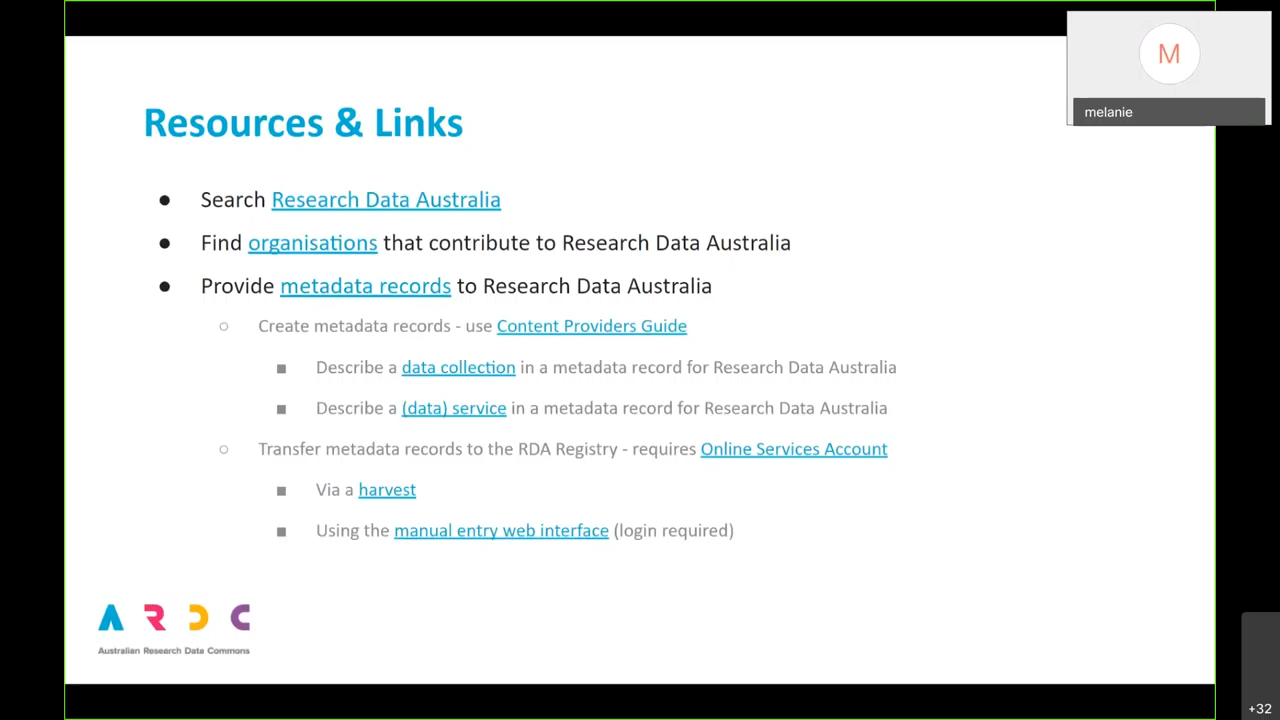 M
melanie
Resources & Links
● Search Research Data Australia
● Find organisations that contribute to Research Data Australia
● Provide metadata records to Research Data Australia
○ Create metadata records - use Content Providers Guide
■ Describe a data collection in a metadata record for Research Data Australia
■ Describe a (data) service in a metadata record for Research Data Australia
○ Transfer metadata records to the RDA Registry - requires Online Services Account
■ Via a harvest
■ Using the manual entry web interface (login required)
ARDC
Australian Research Data Commons
+32